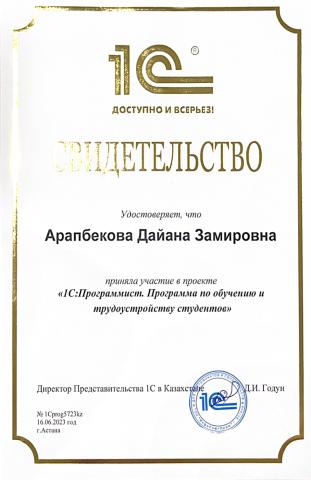 1С®
ДОСТУПНО И ВСЕРЬЕЗ!
СВИДЕТЕЛЬСТВО
Удостоверяет, что
Арапбекова Дайана Замировна
приняла участие в проекте
«1С:Программист. Программа по обучению и
трудоустройству студентов»
Директор Представительства 1С в Казахстане Д.И. Годун
1С
№ 1Cprog5723kz
16.06.2023 год
г.Астана